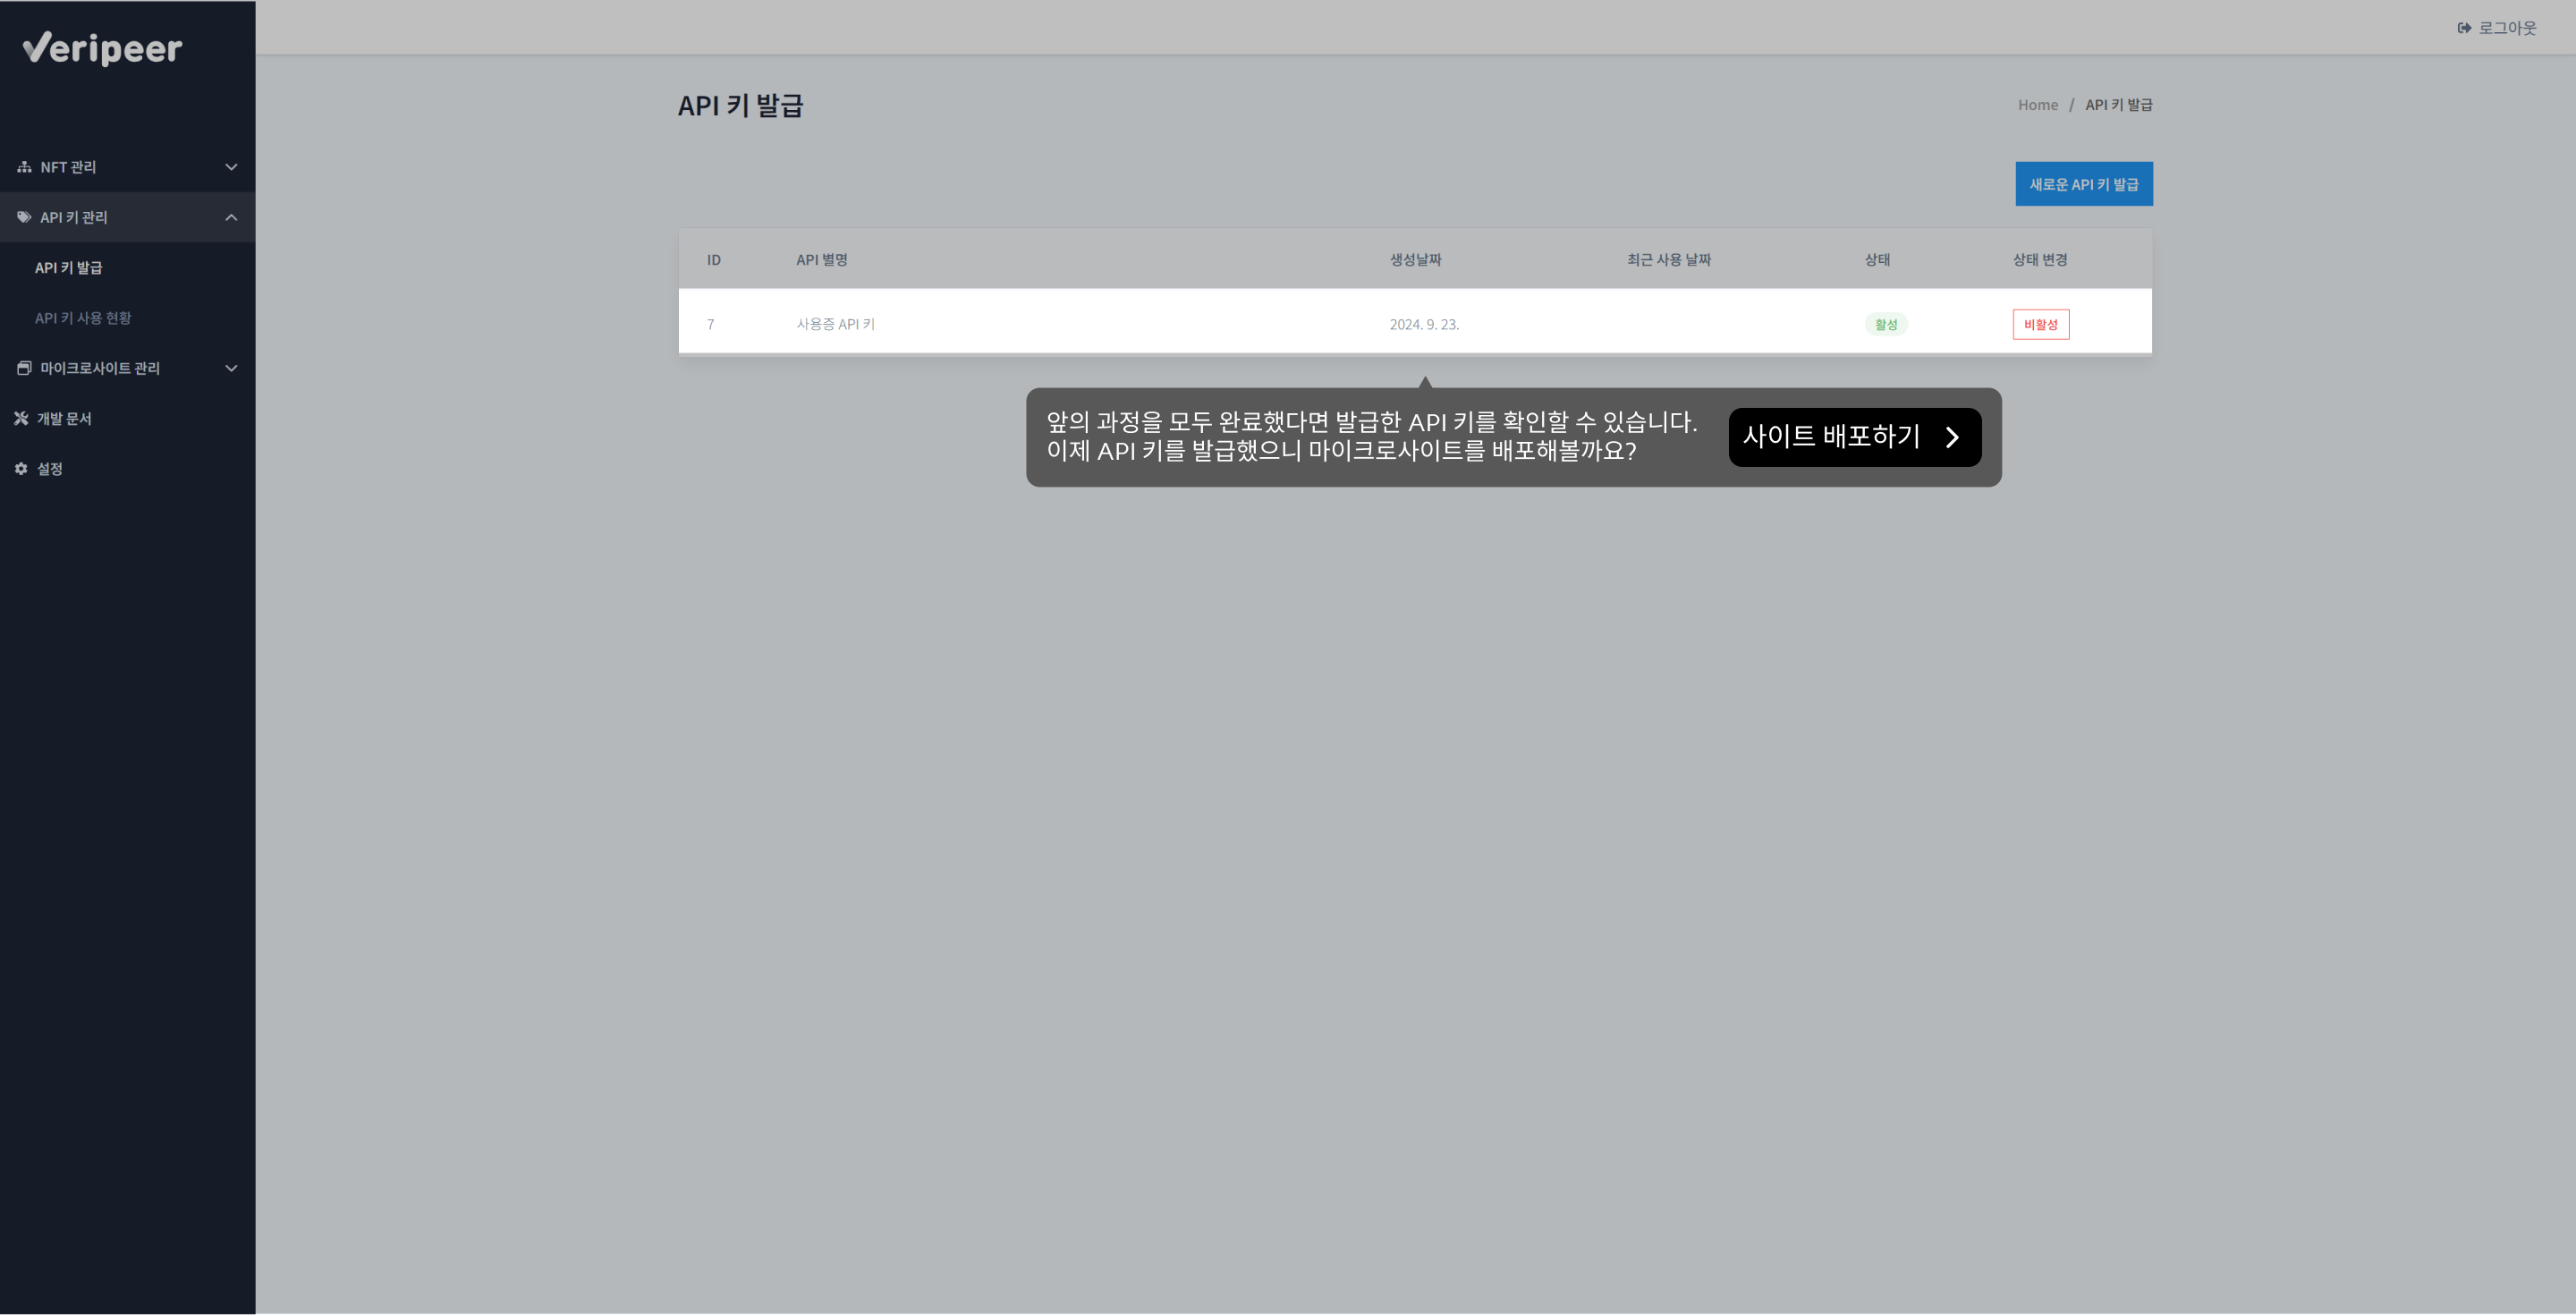 Veripeer
로그아웃
NFT 관리
API 키 관리
API 키 발급
API 키 사용 현황
마이크로사이트 관리
개발 문서
설정
API 키 발급
Home / API 키 발급
새로운 API 키 발급
ID API 별명 생성날짜 최근 사용 날짜 상태 상태 변경
7 사용증 API 키 2024. 9. 23. 활성 비활성
앞의 과정을 모두 완료했다면 발급한 API 키를 확인할 수 있습니다.
이제 API 키를 발급했으니 마이크로사이트를 배포해볼까요?
사이트 배포하기